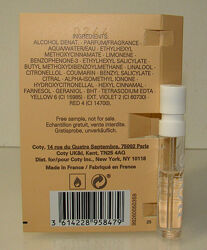 INGREDIENTS:
ALCOHOL DENAT. - PARFUM/FRAGRANCE -
AQUA/WATER/EAU - ETHYLHEXYL
METHOXYCINNAMATE - LIMONENE -
BENZOPHENONE-3 - ETHYLHEXYL SALICYLATE -
BUTYL METHOXYDIBENZOYLMETHANE - LINALOOL -
CITRONELLOL - COUMARIN - BENZYL SALICYLATE -
CITRAL - ALPHA-ISOMETHYL IONONE -
HYDROXYCITRONELLAL - HEXYL CINNAMAL -
FARNESOL - GERANIOL - BHT - TETRASODIUM EDTA -
YELLOW 6 (CI 15985) - EXT. VIOLET 2 (CI 60730) -
RED 4 (CI 14700)
Free sample, not for sale.
Echantillon gratuit, vente interdite.
Gratisprobe, unverkäuflich.
Coty, 14 rue du Quatre Septembre, 75002 Paris
Coty UK&I, Kent, TN25 4AG
Dist. for/pour Coty Inc., New York, NY 10118
Made in France / Fabriqué en France
3 614228 958479